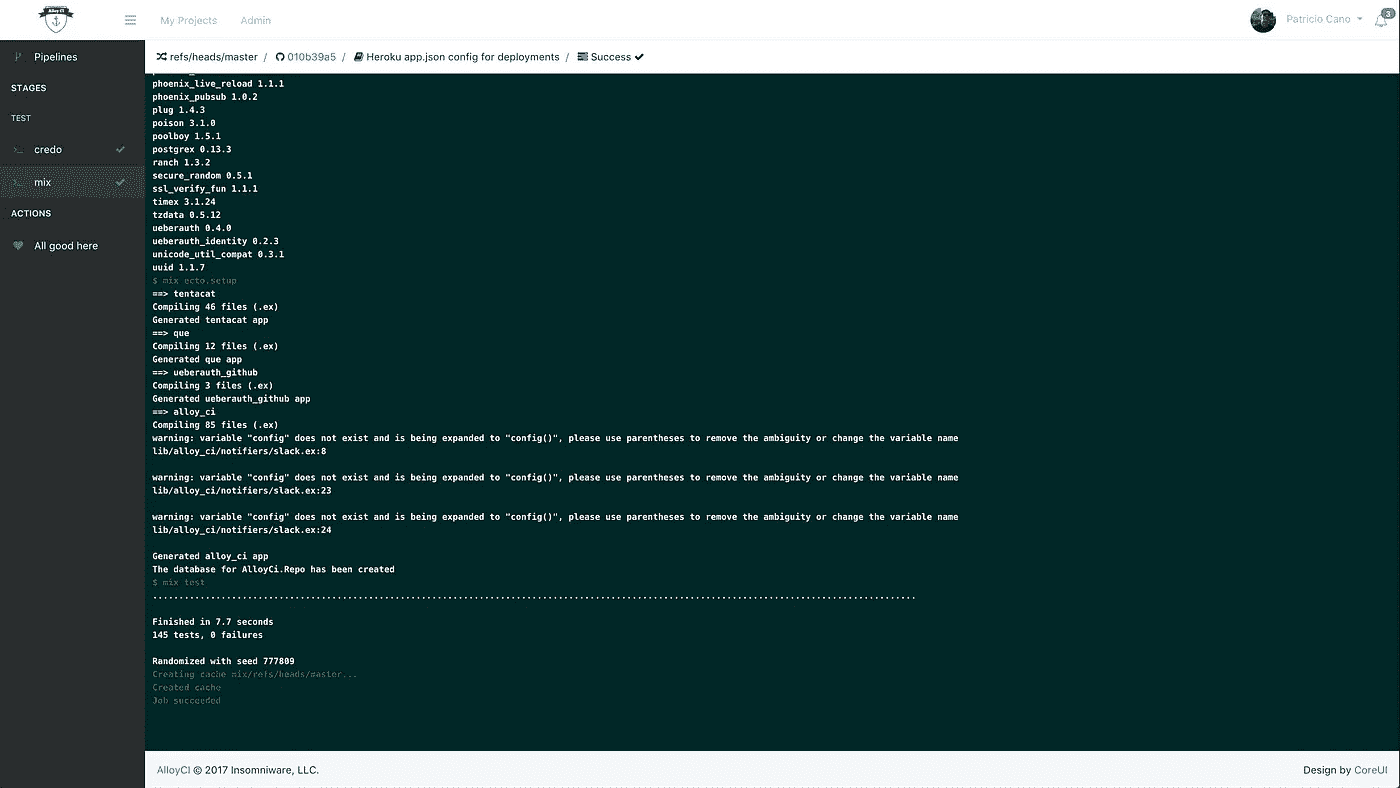 Alloy CI
My Projects
Admin
Patricio Cano
3
Pipelines
STAGES
TEST
credo
mix
ACTIONS
All good here
refs/heads/master / 010b39a5 / Heroku app.json config for deployments / Success
phoenix_live_reload 1.1.1
phoenix_pubsub 1.0.2
plug 1.4.3
poison 3.1.0
poolboy 1.5.1
postgrex 0.13.3
ranch 1.3.2
secure_random 0.5.1
ssl_verify_fun 1.1.1
timex 3.1.24
tzdata 0.5.12
ueberauth 0.4.0
ueberauth_identity 0.2.3
unicode_util_compat 0.3.1
uuid 1.1.7
$ mix ecto.setup
==> tentacat
Compiling 46 files (.ex)
Generated tentacat app
==> que
Compiling 12 files (.ex)
Generated que app
==> ueberauth_github
Compiling 3 files (.ex)
Generated ueberauth_github app
==> alloy_ci
Compiling 85 files (.ex)
warning: variable "config" does not exist and is being expanded to "config()", please use parentheses to remove the ambiguity or change the variable name
lib/alloy_ci/notifiers/slack.ex:8
warning: variable "config" does not exist and is being expanded to "config()", please use parentheses to remove the ambiguity or change the variable name
lib/alloy_ci/notifiers/slack.ex:23
warning: variable "config" does not exist and is being expanded to "config()", please use parentheses to remove the ambiguity or change the variable name
lib/alloy_ci/notifiers/slack.ex:24
Generated alloy_ci app
The database for AlloyCi.Repo has been created
$ mix test
.................................................................................................................................................
Finished in 7.7 seconds
145 tests, 0 failures
Randomized with seed 777809
Creating cache mix/refs/heads/master...
Created cache
Job succeeded
AlloyCI © 2017 Insomniware, LLC.
Design by CoreUI